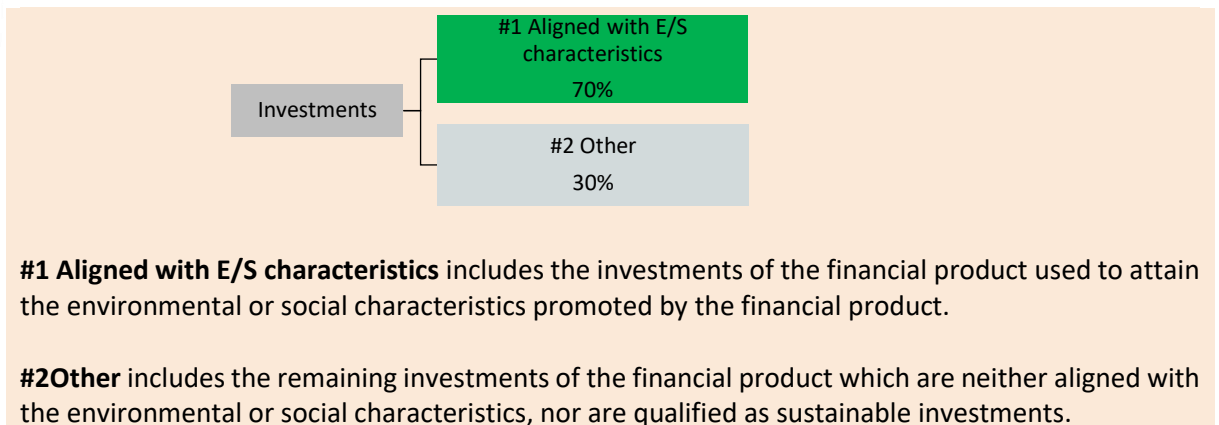 #1 Aligned with E/S
characteristics
70%
Investments
#2 Other
30%
#1 Aligned with E/S characteristics includes the investments of the financial product used to attain
the environmental or social characteristics promoted by the financial product.
#2Other includes the remaining investments of the financial product which are neither aligned with
the environmental or social characteristics, nor are qualified as sustainable investments.